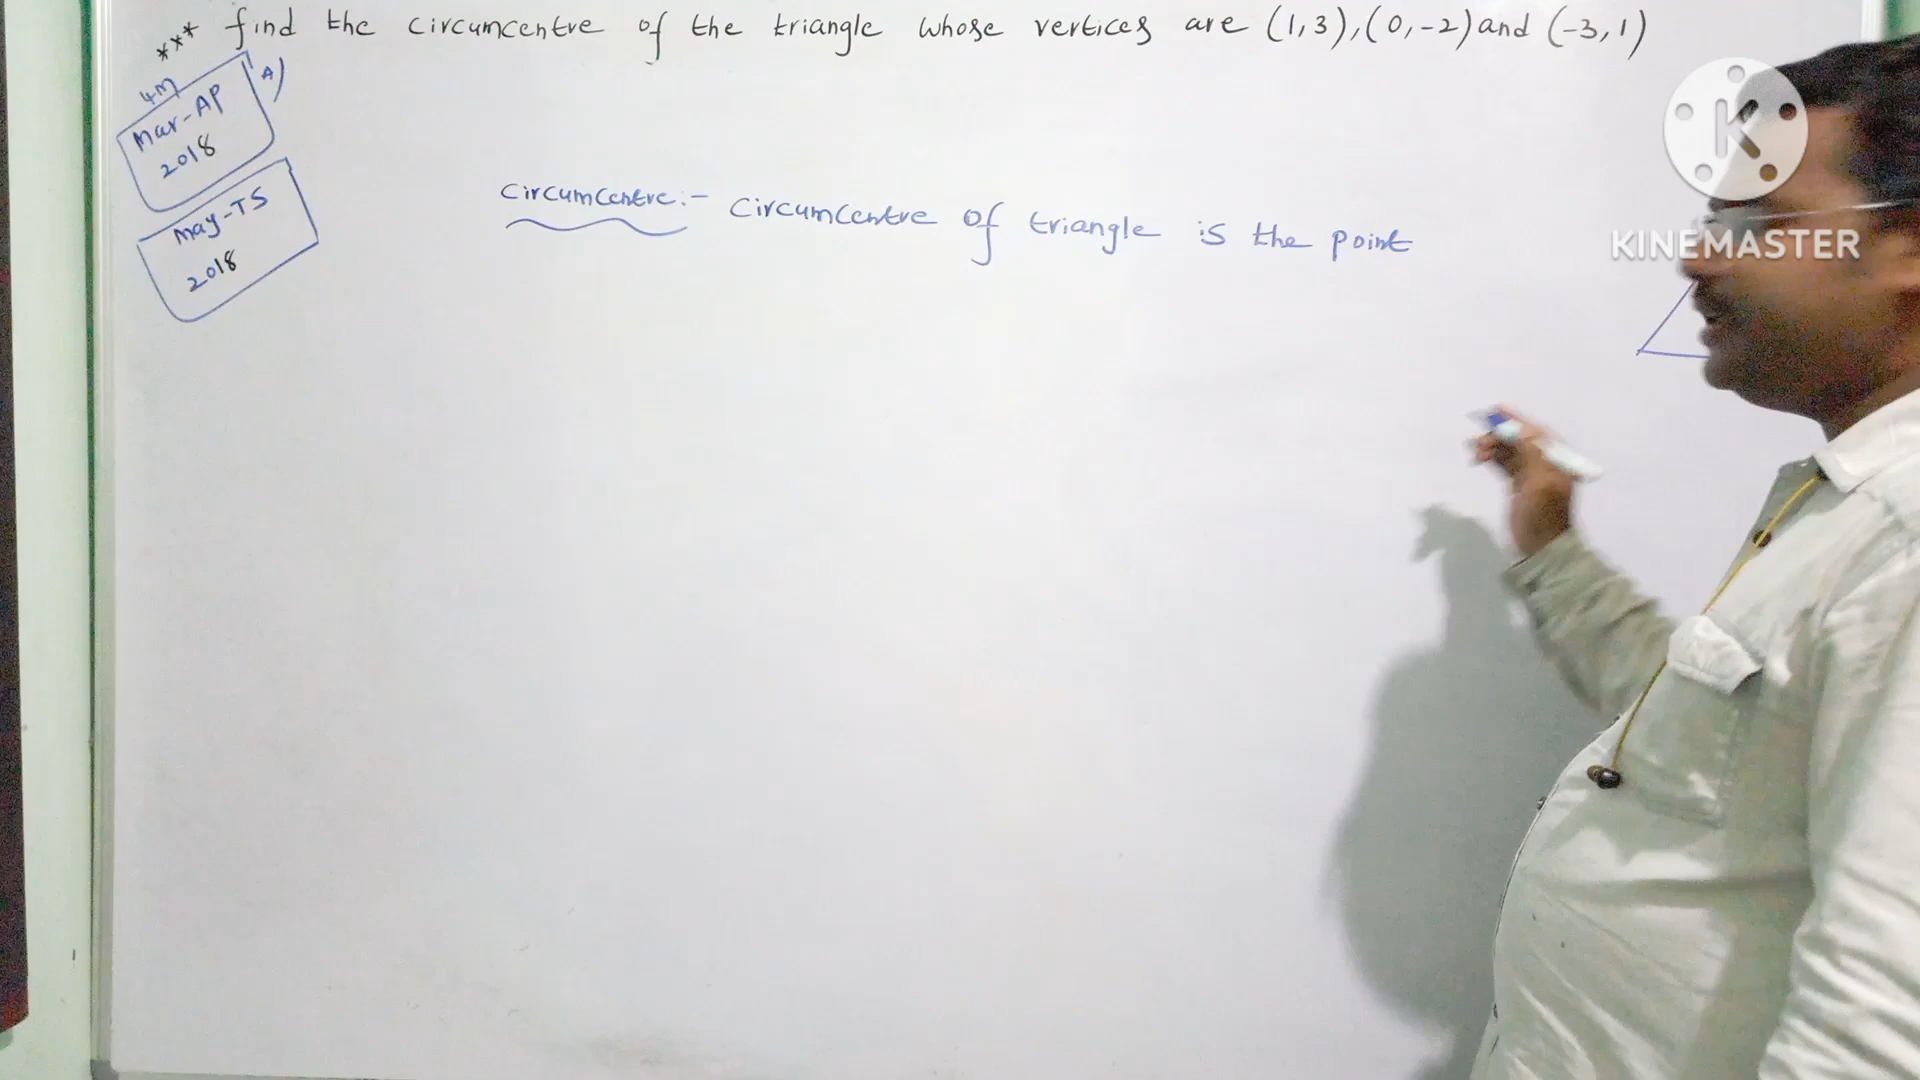 *** find the circumcentre of the triangle whose vertices are (1,3),(0,-2) and (-3,1)
4M
A)
Mar-AP
2018
May-TS
2018
Circumcentre:- Circumcentre of triangle is the point
K
KINEMASTER